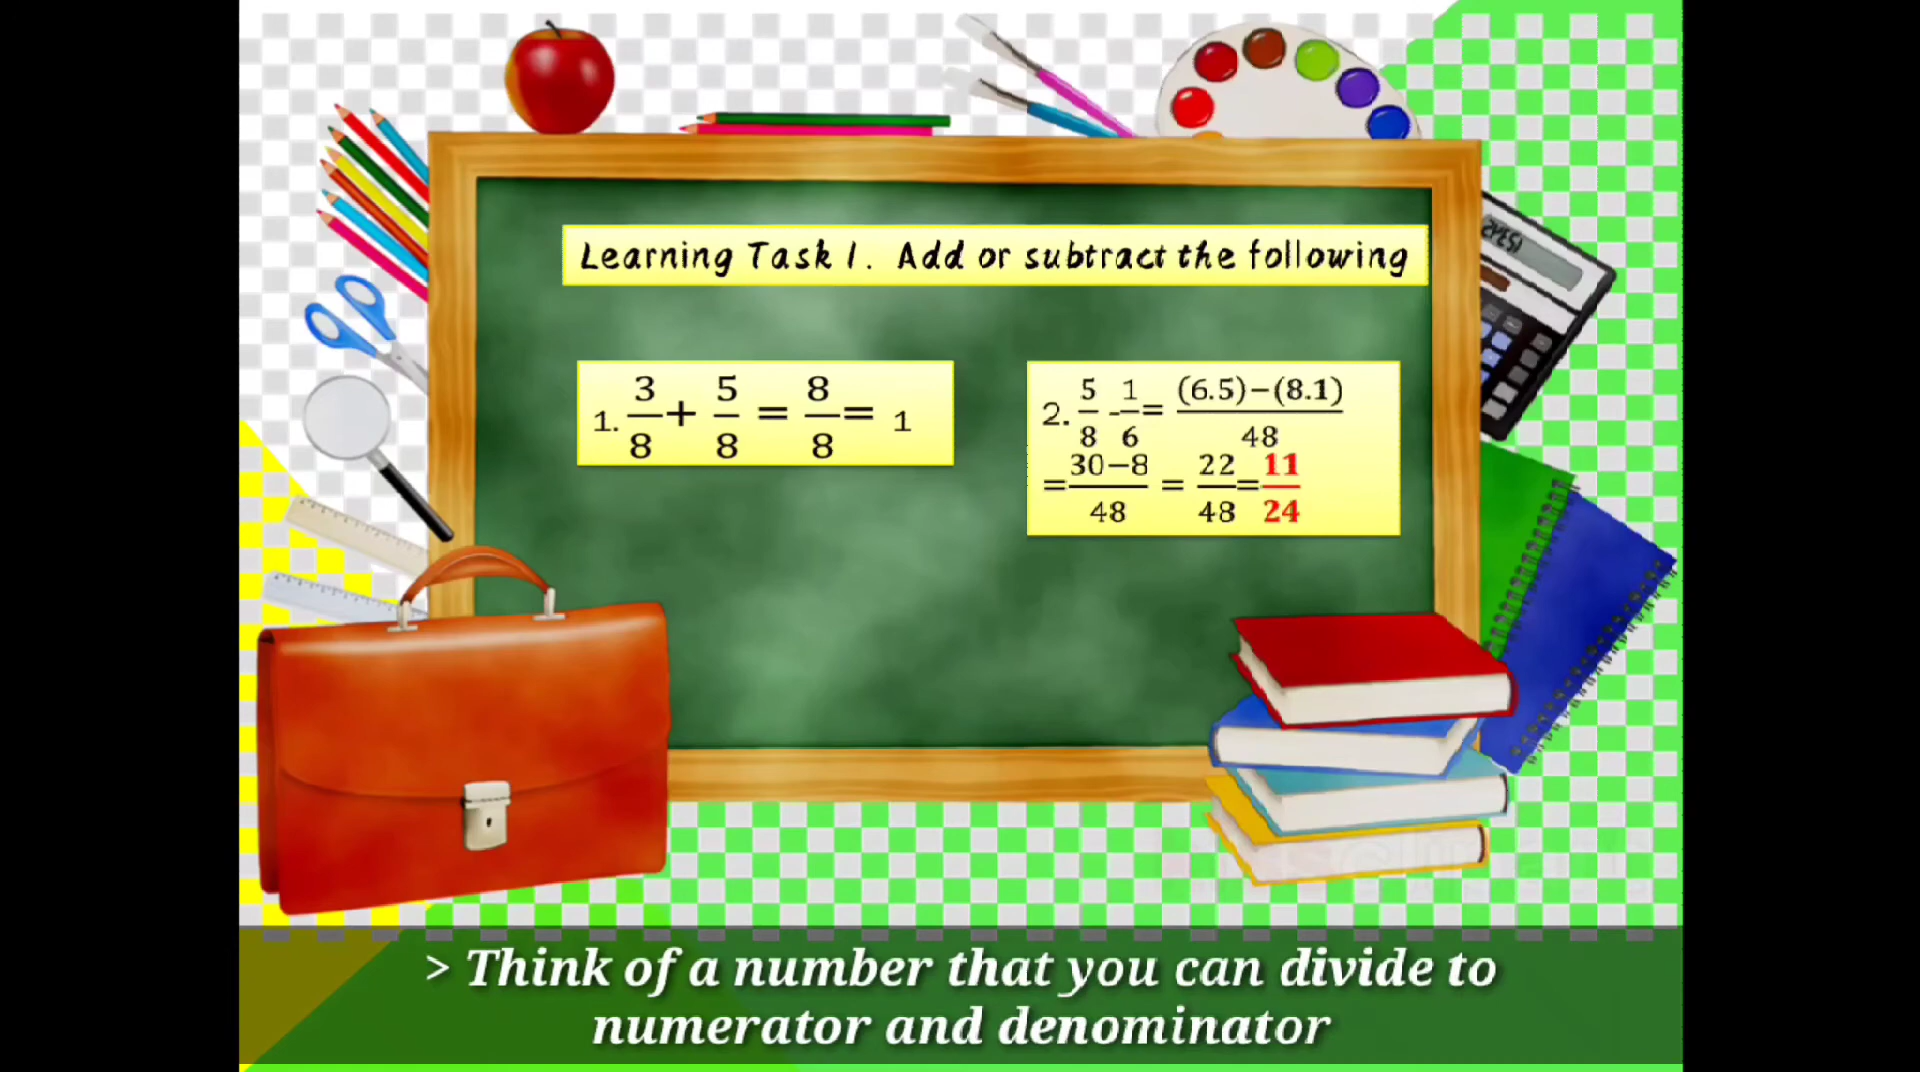 Learning Task 1. Add or subtract the following
1. 3/8 + 5/8 = 8/8 = 1
2. 5/8 - 1/6 = (6.5)−(8.1)/48
= 30−8/48 = 22/48 = 11/24
> Think of a number that you can divide to
numerator and denominator